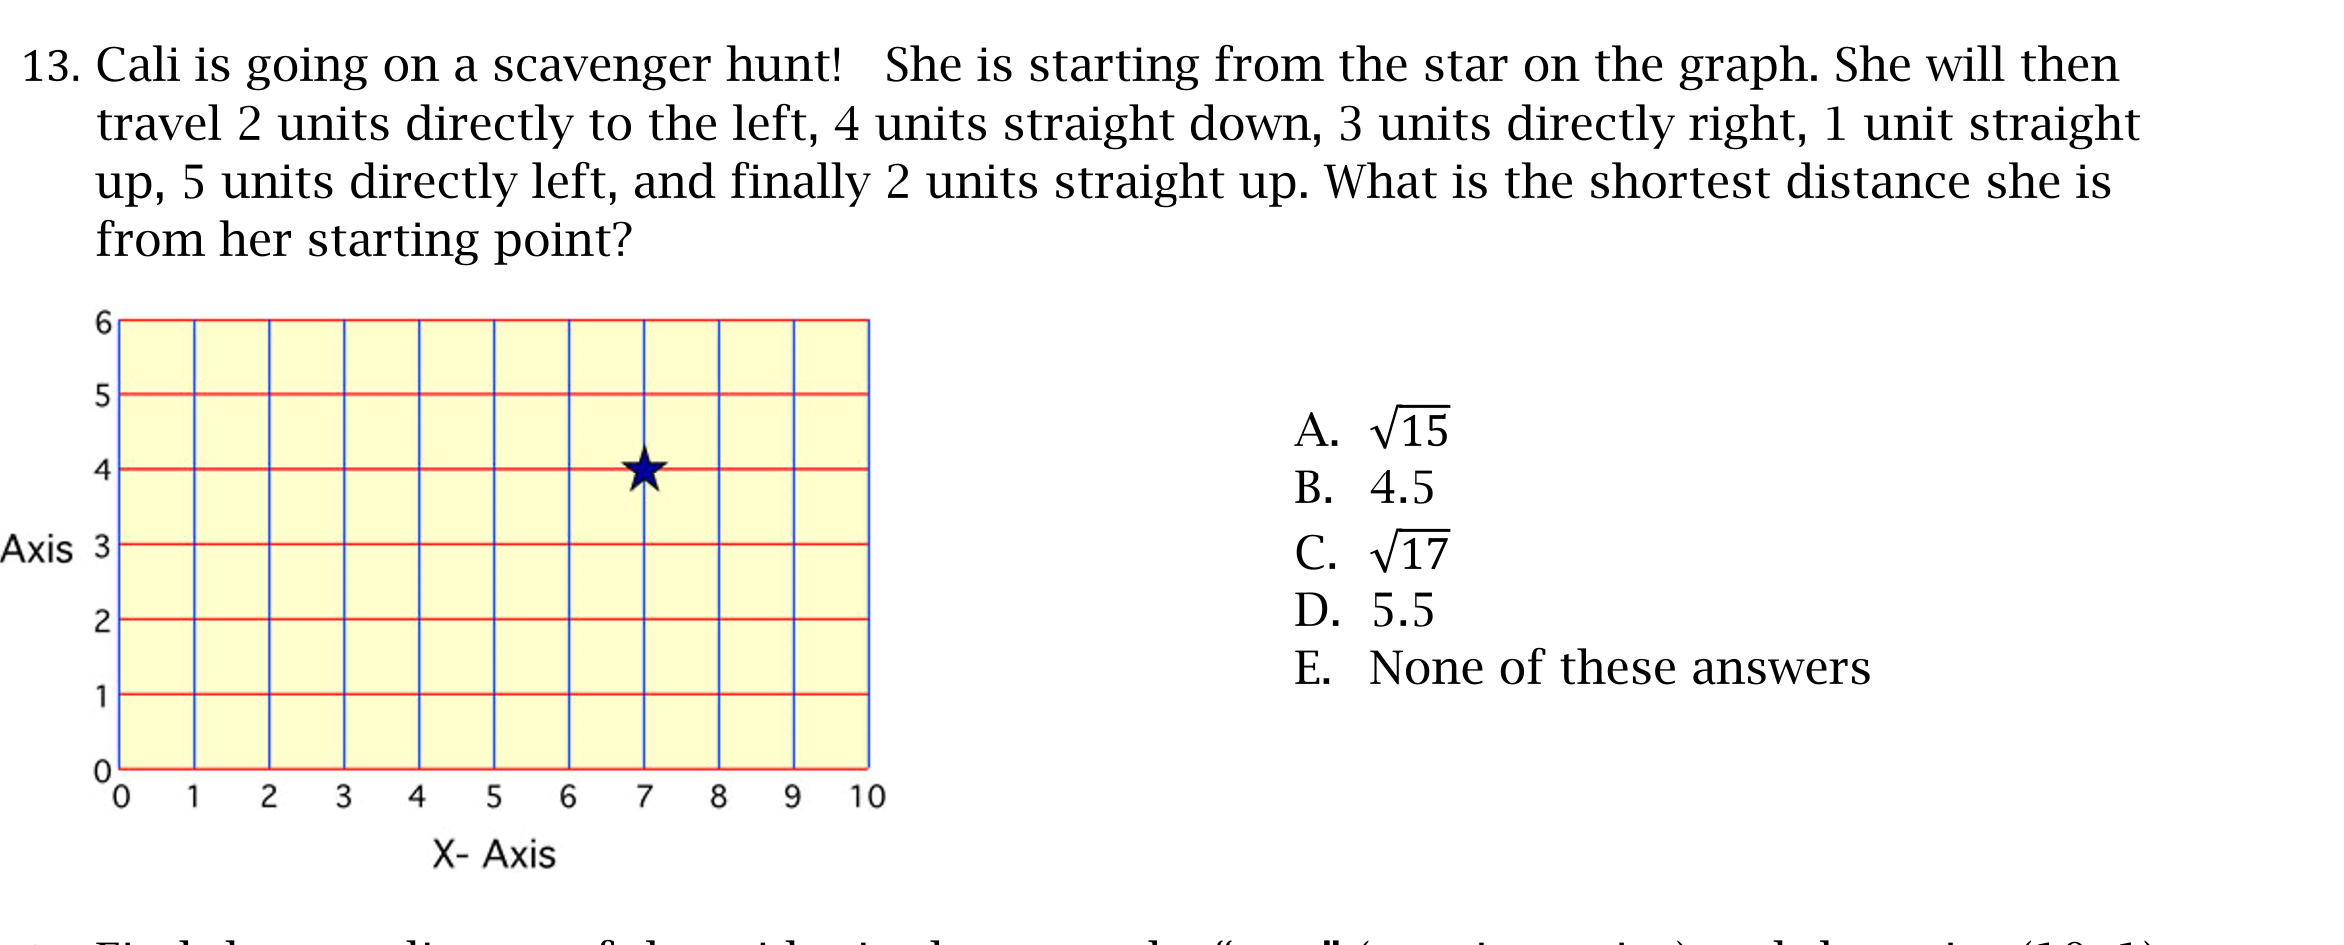 13. Cali is going on a scavenger hunt! She is starting from the star on the graph. She will then
travel 2 units directly to the left, 4 units straight down, 3 units directly right, 1 unit straight
up, 5 units directly left, and finally 2 units straight up. What is the shortest distance she is
from her starting point?
6
5
4
Axis 3
2
1
0
0 1 2 3 4 5 6 7 8 9 10
X- Axis
A. √15
B. 4.5
C. √17
D. 5.5
E. None of these answers